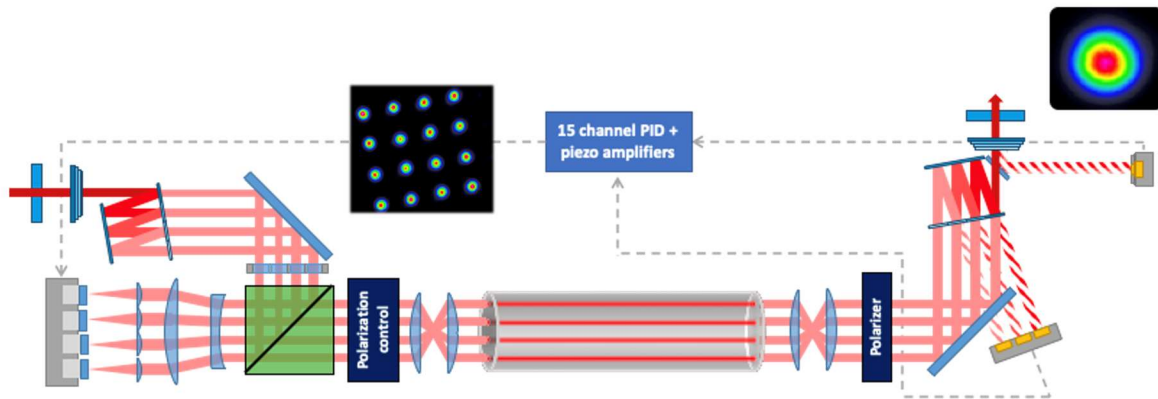 15 channel PID +
piezo amplifiers
Polarization
control
Polarizer